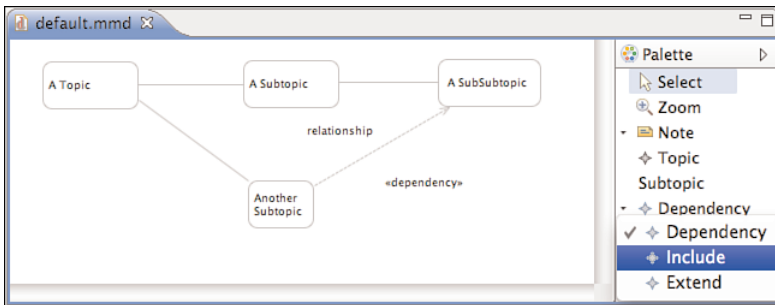 default.mmd
Palette
Select
Zoom
Note
Topic
Subtopic
Dependency
Dependency
Include
Extend
A Topic
A Subtopic
A SubSubtopic
relationship
«dependency»
Another
Subtopic